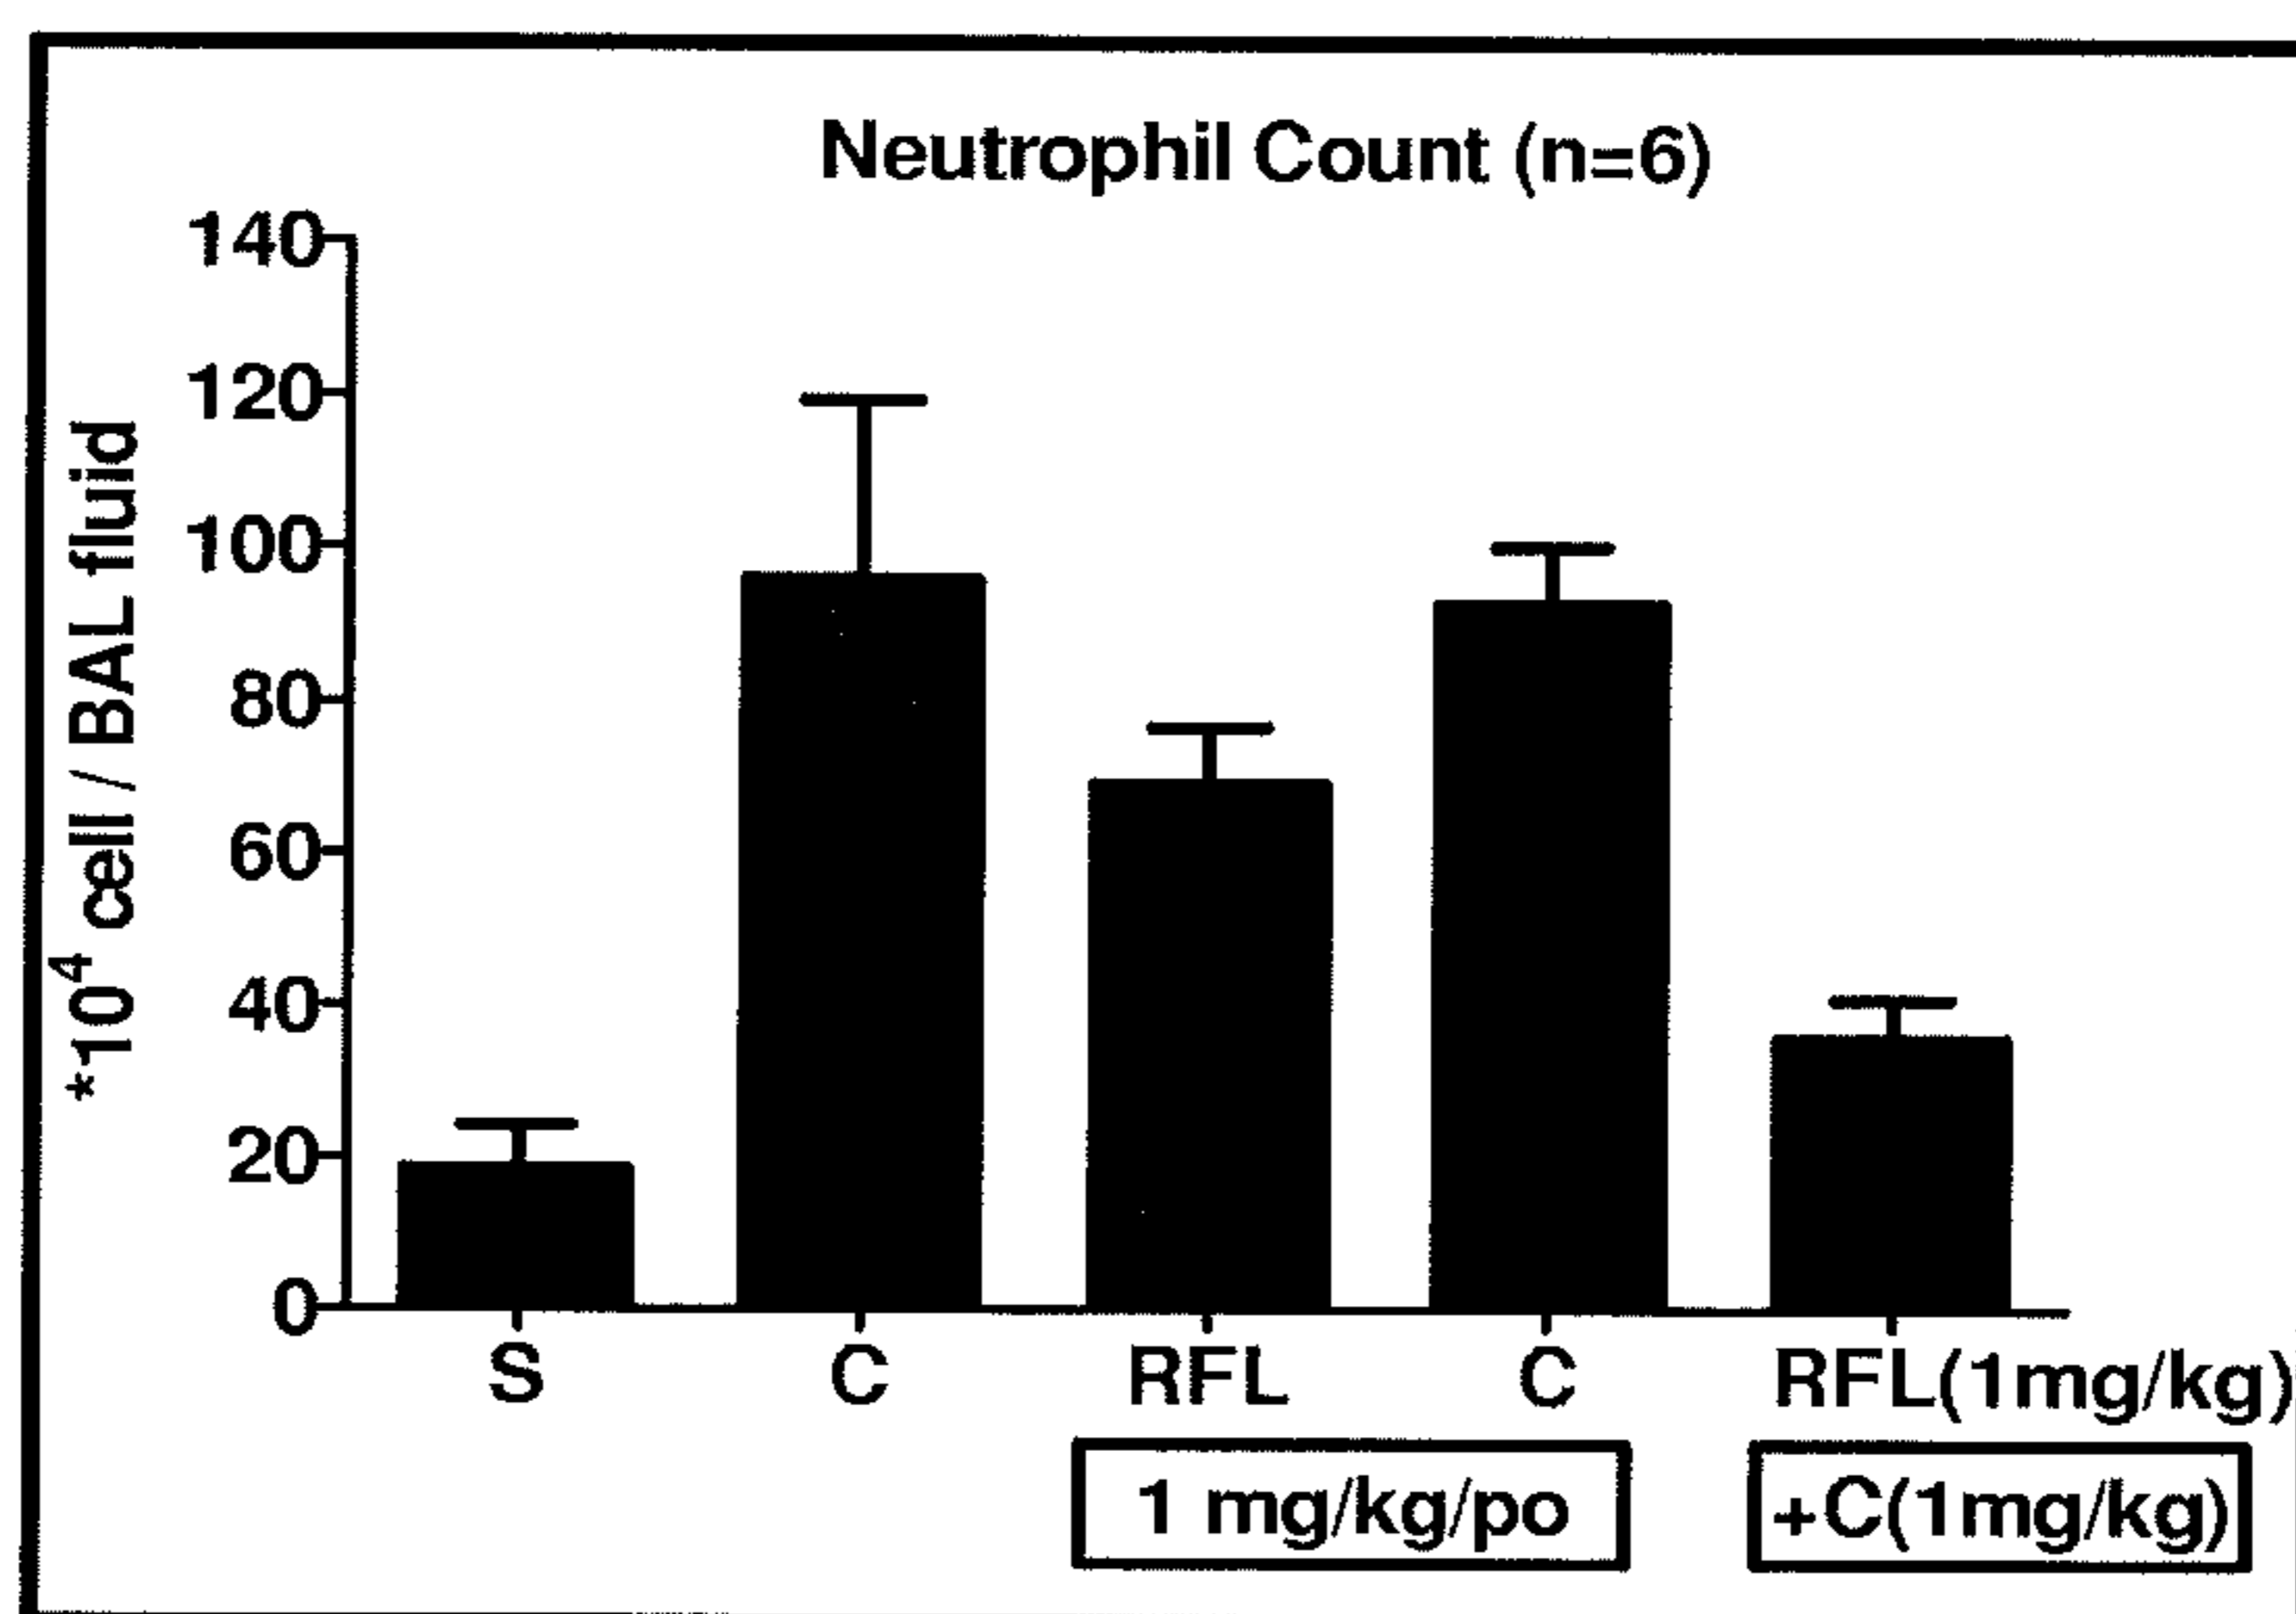 Neutrophil Count (n=6)
*10⁴ cell / BAL fluid
140
120
100
80
60
40
20
0
S C RFL C RFL(1mg/kg)
1 mg/kg/po +C(1mg/kg)